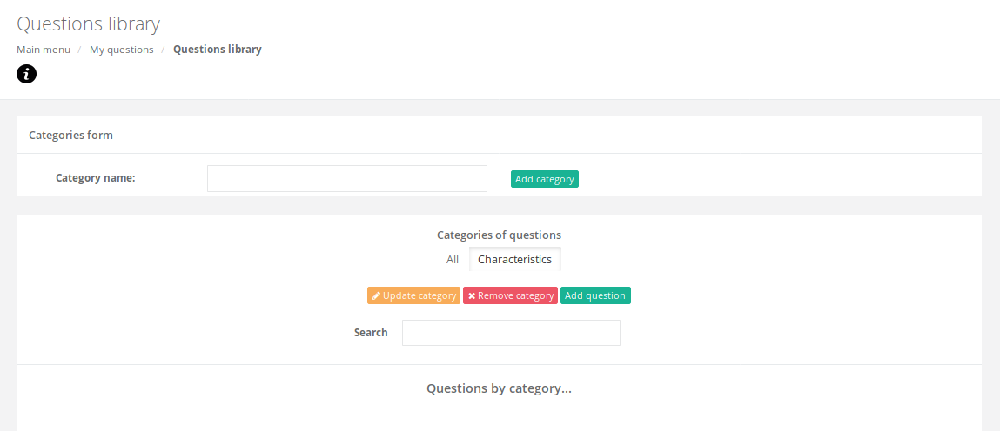 Questions library
Main menu / My questions / Questions library
i
Categories form
Category name: Add category
Categories of questions
All Characteristics
Update category Remove category Add question
Search
Questions by category...